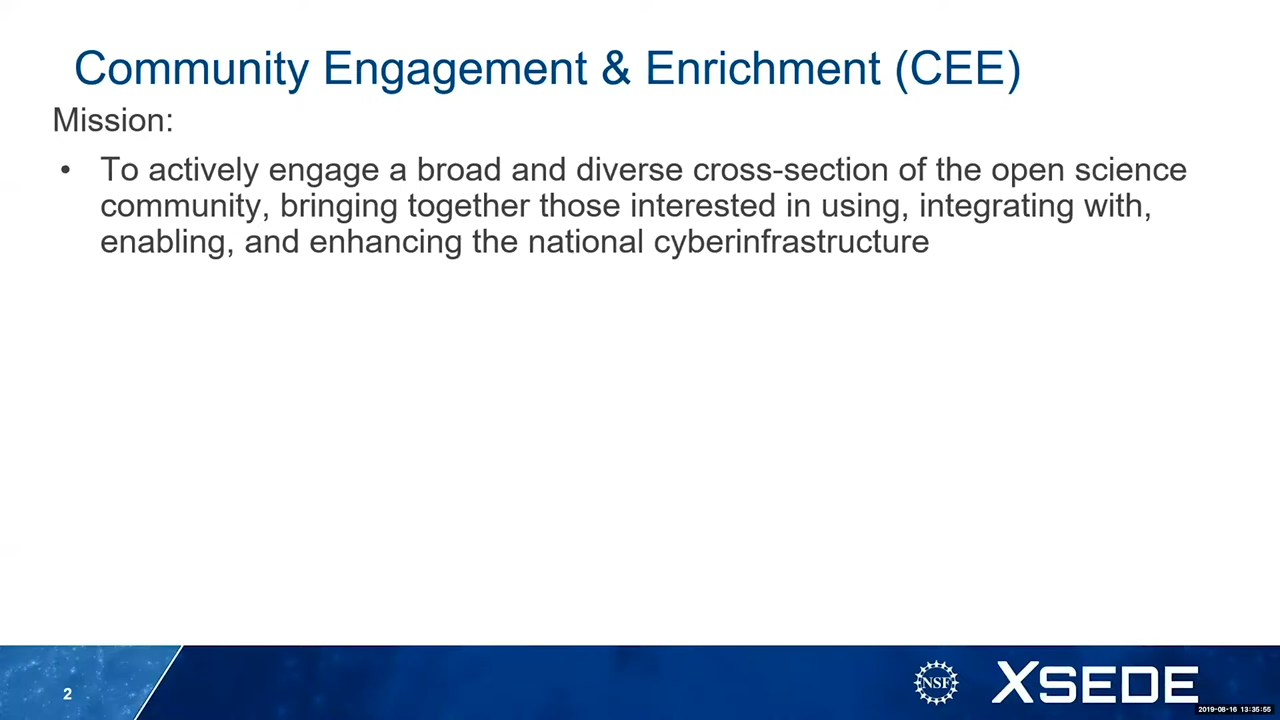 Community Engagement & Enrichment (CEE)
Mission:
• To actively engage a broad and diverse cross-section of the open science
community, bringing together those interested in using, integrating with,
enabling, and enhancing the national cyberinfrastructure
2
NSF
XSEDE
2019-08-16 13:35:55